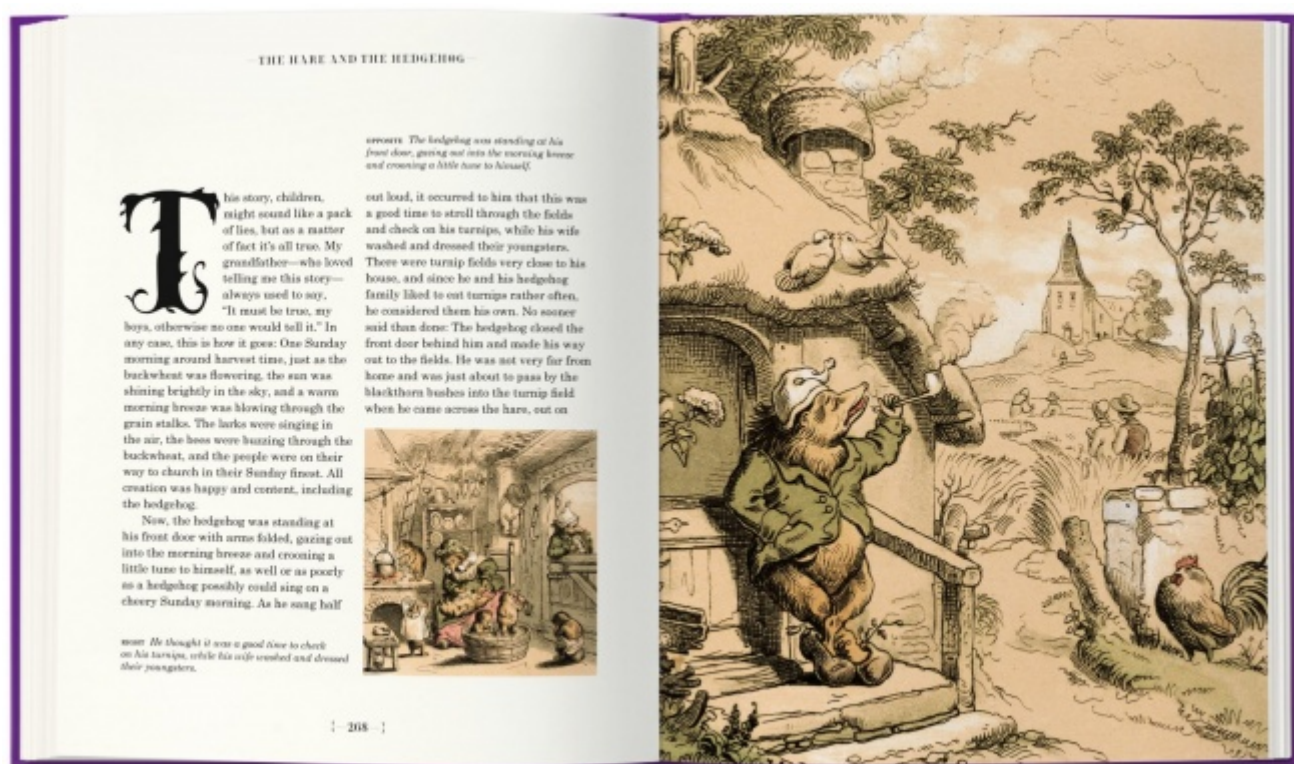 THE HARE AND THE HEDGEHOG
This story, children,
might sound like a pack
of lies, but as a matter
of fact it's all true. My
grandfather—who loved
telling me this story—
always used to say,
"It must be true, my
boys, otherwise no one would tell it." In
any case, this is how it goes: One Sunday
morning around harvest time, just as the
buckwheat was flowering, the sun was
shining brightly in the sky, and a warm
morning breeze was blowing through the
grain stalks. The larks were singing in
the air, the bees were buzzing through the
buckwheat, and the people were on their
way to church in their Sunday finest. All
creation was happy and content, including
the hedgehog.
Now, the hedgehog was standing at
his front door with arms folded, gazing out
into the morning breeze and crooning a
little tune to himself, as well or as poorly
as a hedgehog possibly could sing on a
cheery Sunday morning. As he sang half
RIGHT He thought it was a good time to check
on his turnips, while his wife washed and dressed
their youngsters.
OPPOSITE The hedgehog was standing at his
front door, gazing out into the morning breeze
and crooning a little tune to himself.
out loud, it occurred to him that this was
a good time to stroll through the fields
and check on his turnips, while his wife
washed and dressed their youngsters.
There were turnip fields very close to his
house, and since he and his hedgehog
family liked to eat turnips rather often,
he considered them his own. No sooner
said than done: The hedgehog closed the
front door behind him and made his way
out to the fields. He was not very far from
home and was just about to pass by the
blackthorn bushes into the turnip field
when he came across the hare, out on
268